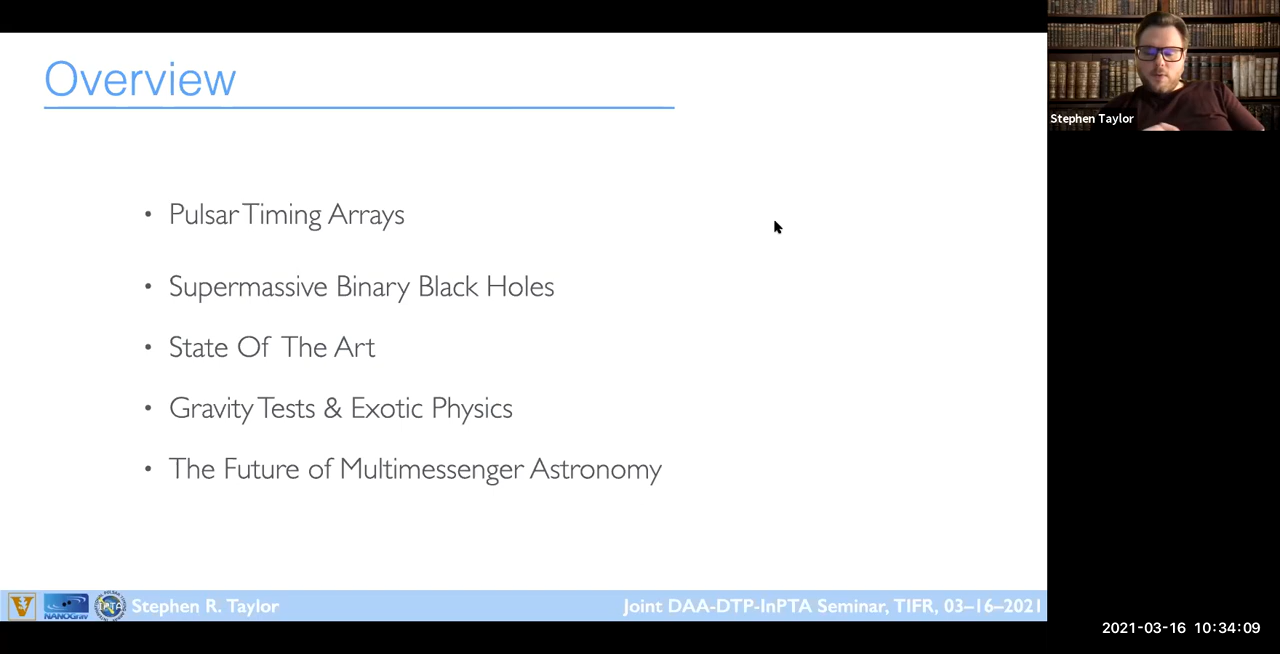 Overview
• Pulsar Timing Arrays
• Supermassive Binary Black Holes
• State Of The Art
• Gravity Tests & Exotic Physics
• The Future of Multimessenger Astronomy
Stephen Taylor
V NANOGrav IPTA Stephen R. Taylor
Joint DAA-DTP-InPTA Seminar, TIFR, 03–16–2021
2021-03-16 10:34:09